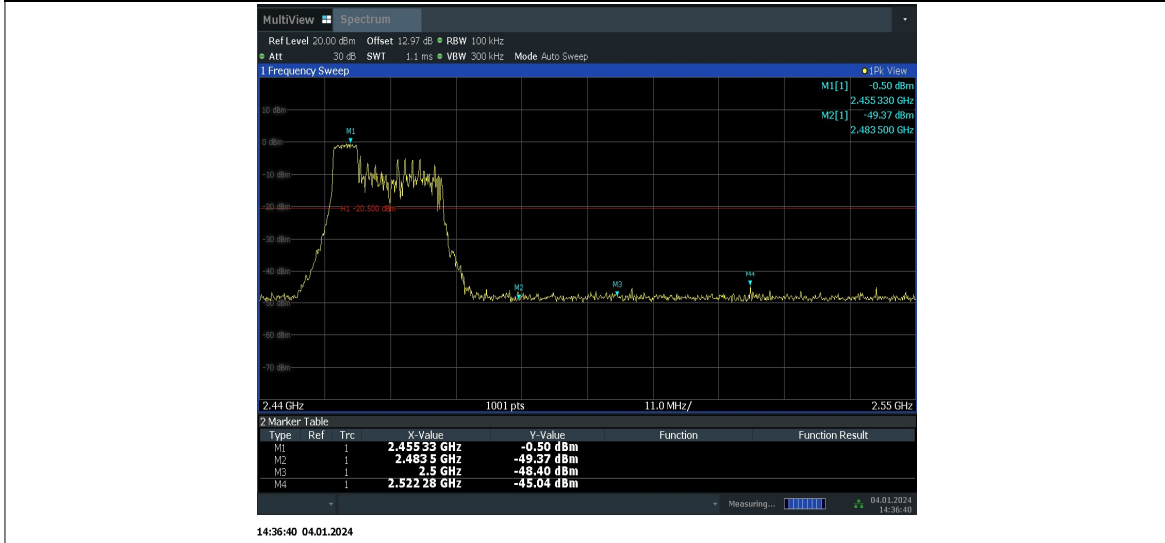 MultiView Spectrum
Ref Level 20.00 dBm Offset 12.97 dB RBW 100 kHz
Att 30 dB SWT 1.1 ms VBW 300 kHz Mode Auto Sweep
1 Frequency Sweep 1Pk View
M1[1] -0.50 dBm
2.455 330 GHz
M2[1] -49.37 dBm
2.483 500 GHz
10 dBm
M1
0 dBm
-10 dBm
-20 dBm
H1 -20.500 dBm
-30 dBm
-40 dBm
M2
M3
M4
-50 dBm
-60 dBm
-70 dBm
2.44 GHz 1001 pts 11.0 MHz/ 2.55 GHz
2 Marker Table
Type Ref Trc X-Value Y-Value Function Function Result
M1 1 2.455 33 GHz -0.50 dBm
M2 1 2.483 5 GHz -49.37 dBm
M3 1 2.5 GHz -48.40 dBm
M4 1 2.522 28 GHz -45.04 dBm
Measuring... 04.01.2024
14:36:40
14:36:40 04.01.2024